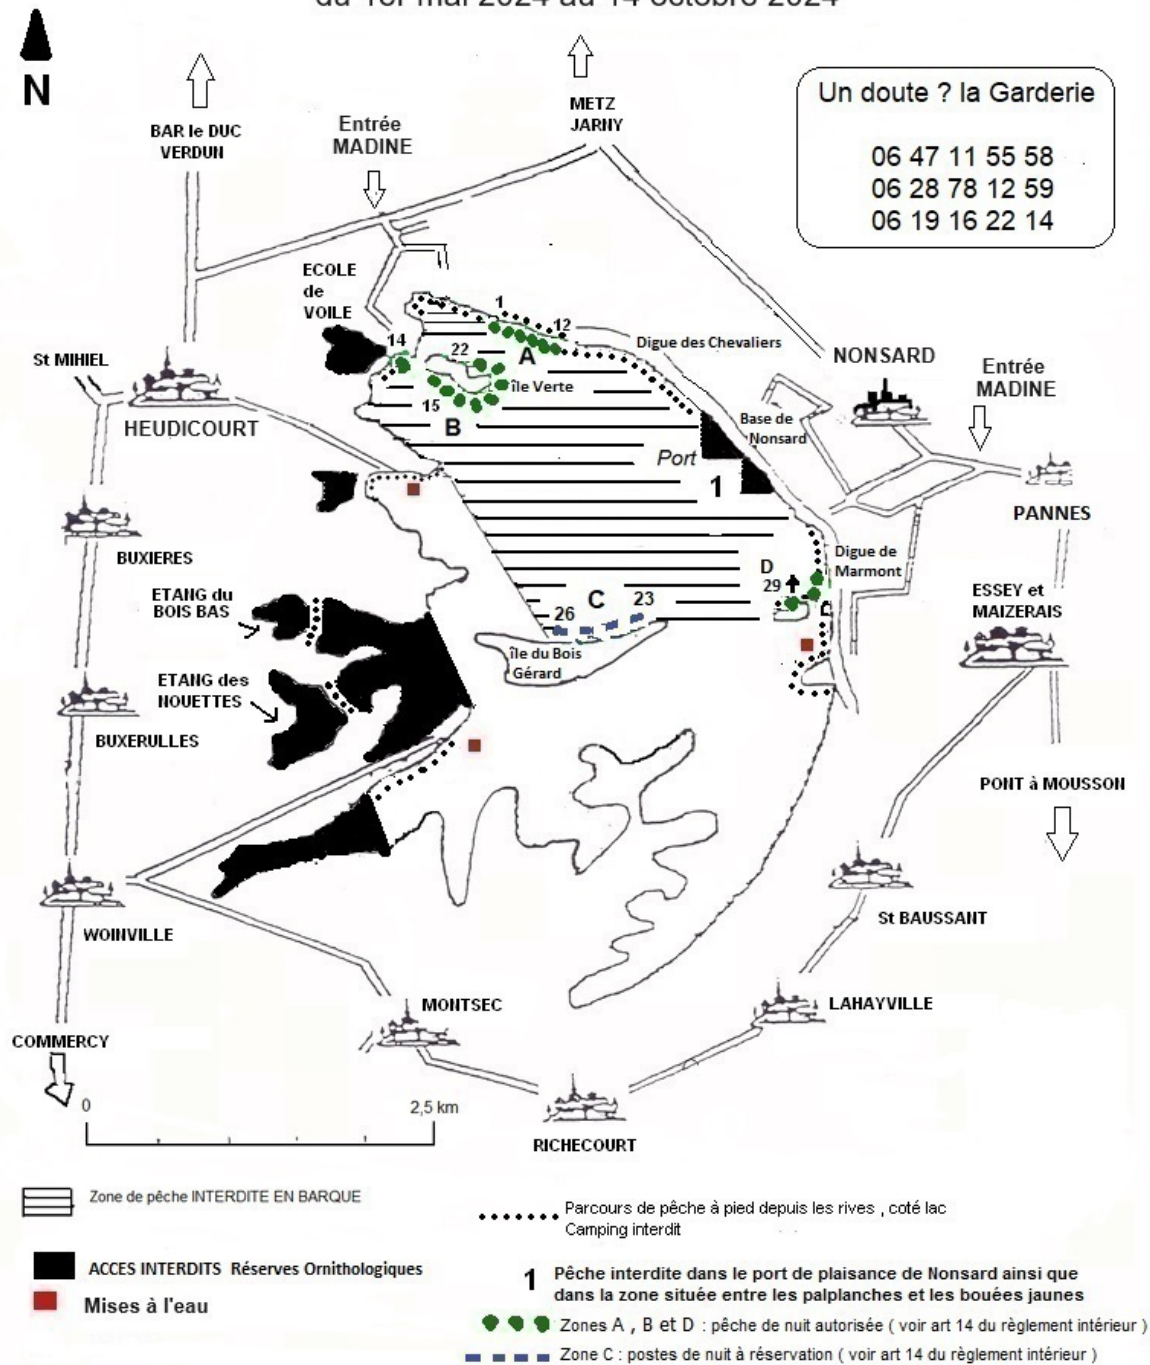 du 1er mai 2024 au 14 octobre 2024
N
BAR le DUC
VERDUN
Entrée
MADINE
METZ
JARNY
Un doute ? la Garderie
06 47 11 55 58
06 28 78 12 59
06 19 16 22 14
ECOLE
de
VOILE
1
12
14
22
A
Digue des Chevaliers
St MIHIEL
NONSARD
Entrée
MADINE
île Verte
15
B
HEUDICOURT
Base de
Nonsard
Port
1
PANNES
BUXIERES
Digue de
Marmont
D
29
ETANG du
BOIS BAS
C
26
23
ESSEY et
MAIZERAIS
île du Bois
Gérard
ETANG des
NOUETTES
BUXERULLES
PONT à MOUSSON
St BAUSSANT
WOINVILLE
MONTSEC
LAHAYVILLE
COMMERCY
0
2,5 km
RICHECOURT
Zone de pêche INTERDITE EN BARQUE
Parcours de pêche à pied depuis les rives , coté lac
Camping interdit
ACCES INTERDITS Réserves Ornithologiques
1 Pêche interdite dans le port de plaisance de Nonsard ainsi que
dans la zone située entre les palplanches et les bouées jaunes
Mises à l'eau
Zones A , B et D : pêche de nuit autorisée ( voir art 14 du règlement intérieur )
Zone C : postes de nuit à réservation ( voir art 14 du règlement intérieur )